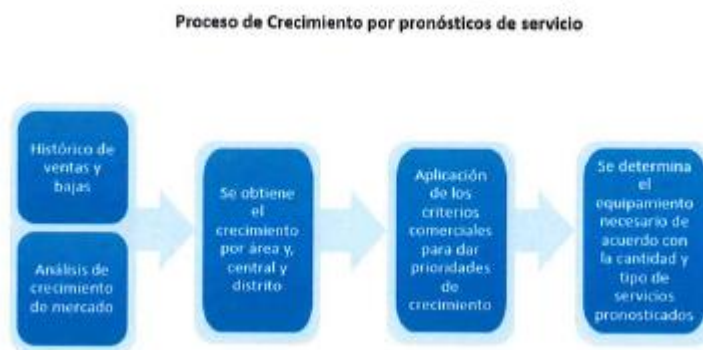 Proceso de Crecimiento por pronósticos de servicio
Histórico de
ventas y
bajas
Análisis de
crecimiento
de mercado
Se obtiene
el
crecimiento
por área y,
central y
distrito
Aplicación
de los
criterios
comerciales
para dar
prioridades
de
crecimiento
Se determina
el
equipamiento
necesario de
acuerdo con
la cantidad y
tipo de
servicios
pronosticados